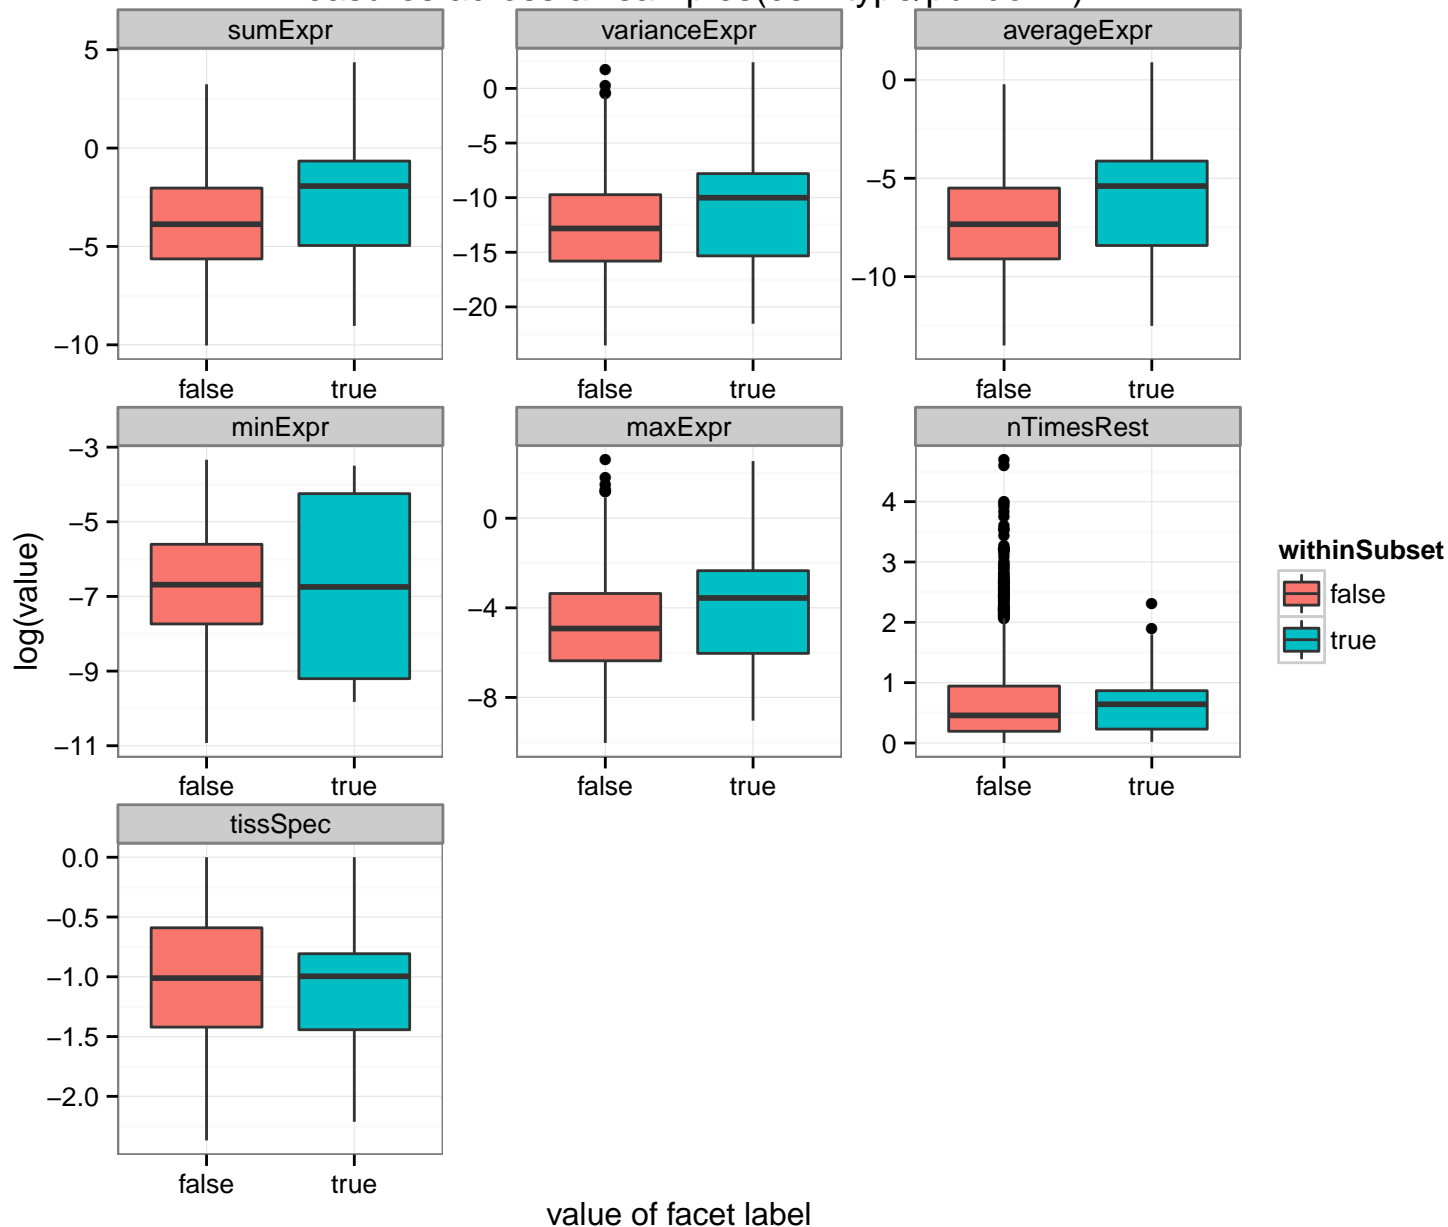 sumExpr varianceExpr averageExpr
5
0
−5
−10
0
−5
−10
−15
−20
0
−5
−10
false true false true false true
minExpr maxExpr nTimesRest
−3
−5
−7
−9
−11
0
−4
−8
4
3
2
1
0
false true false true false true
tissSpec
0.0
−0.5
−1.0
−1.5
−2.0
false true
log(value)
value of facet label
withinSubset
false
true